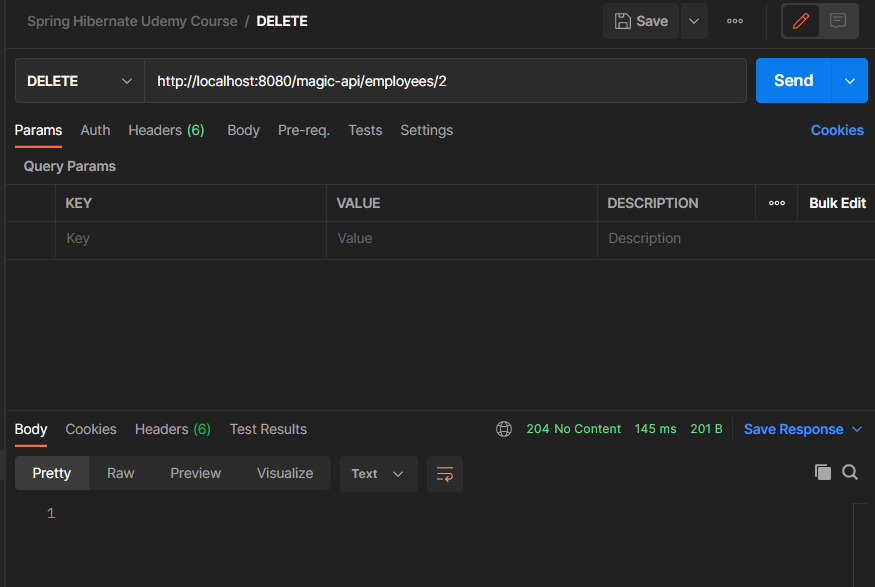 Spring Hibernate Udemy Course / DELETE Save
DELETE http://localhost:8080/magic-api/employees/2 Send
Params Auth Headers (6) Body Pre-req. Tests Settings Cookies
Query Params
KEY VALUE DESCRIPTION Bulk Edit
Key Value Description
Body Cookies Headers (6) Test Results 204 No Content 145 ms 201 B Save Response
Pretty Raw Preview Visualize Text
1